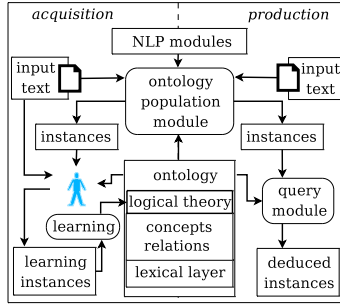 acquisition
production
NLP modules
input
text
ontology
population
module
input
text
instances
instances
ontology
logical theory
concepts
relations
lexical layer
query
module
learning
learning
instances
deduced
instances